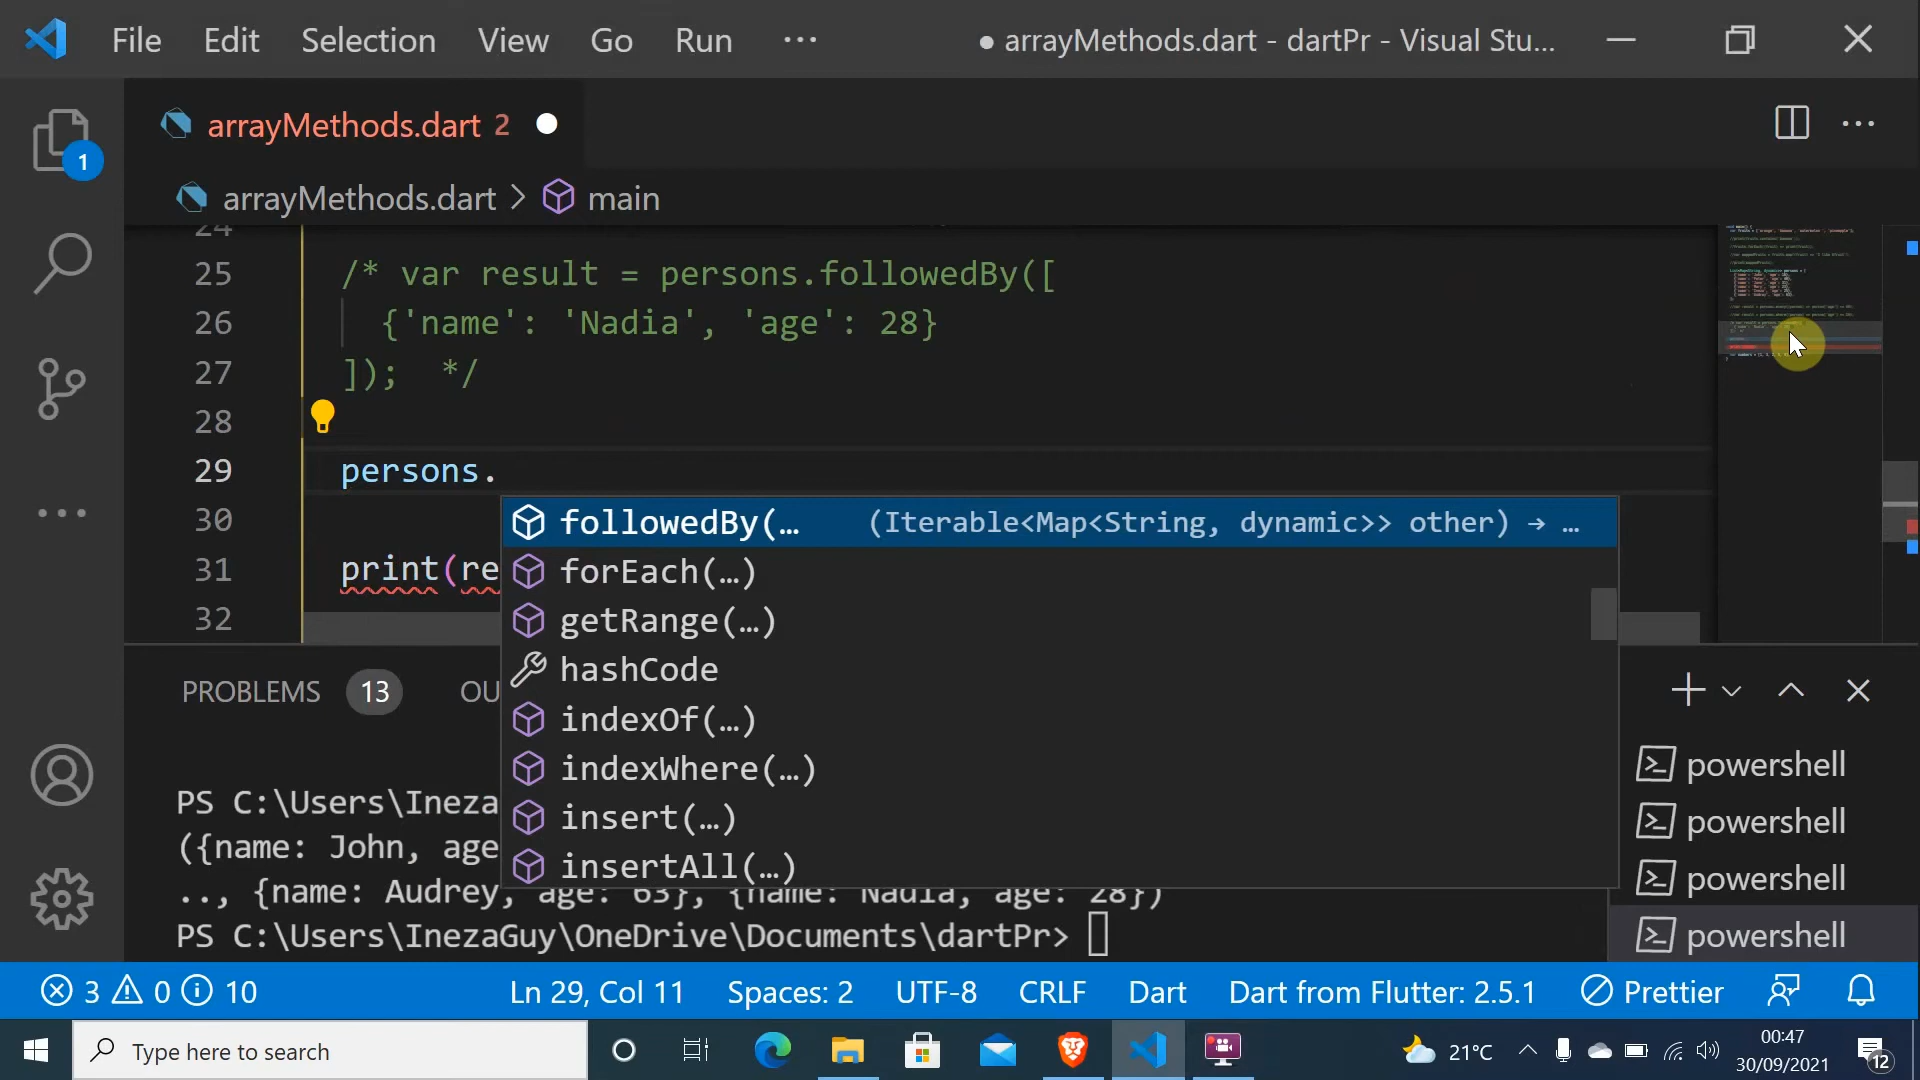 File Edit Selection View Go Run ··· ● arrayMethods.dart - dartPr - Visual Stu...
1
arrayMethods.dart 2
arrayMethods.dart > main
24
25 /* var result = persons.followedBy([
26 {'name': 'Nadia', 'age': 28}
27 ]); */
28
29 persons.
30
31 print(re
32
followedBy(… (Iterable<Map<String, dynamic>> other) → …
forEach(…)
getRange(…)
hashCode
indexOf(…)
indexWhere(…)
insert(…)
insertAll(…)
PROBLEMS 13 OU
PS C:\Users\Ineza
({name: John, age
.., {name: Audrey, age: 63}, {name: Nadia, age: 28})
PS C:\Users\InezaGuy\OneDrive\Documents\dartPr>
powershell
powershell
powershell
powershell
3 0 10 Ln 29, Col 11 Spaces: 2 UTF-8 CRLF Dart Dart from Flutter: 2.5.1 Prettier
Type here to search
21°C
00:47
30/09/2021
12